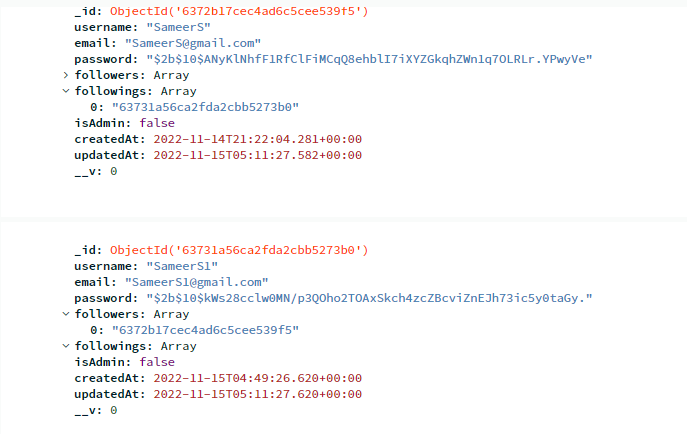 _id: ObjectId('6372b17cec4ad6c5cee539f5')
username: "SameerS"
email: "SameerS@gmail.com"
password: "$2b$10$ANyKlNhfF1RfClFiMCqQ8ehblI7iXYZGkqhZWn1q7OLRLr.YPwyVe"
followers: Array
followings: Array
0: "63731a56ca2fda2cbb5273b0"
isAdmin: false
createdAt: 2022-11-14T21:22:04.281+00:00
updatedAt: 2022-11-15T05:11:27.582+00:00
__v: 0
_id: ObjectId('63731a56ca2fda2cbb5273b0')
username: "SameerS1"
email: "SameerS1@gmail.com"
password: "$2b$10$kWs28cclw0MN/p3QOho2TOAxSkch4zcZBcviZnEJh73ic5y0taGy."
followers: Array
0: "6372b17cec4ad6c5cee539f5"
followings: Array
isAdmin: false
createdAt: 2022-11-15T04:49:26.620+00:00
updatedAt: 2022-11-15T05:11:27.620+00:00
__v: 0